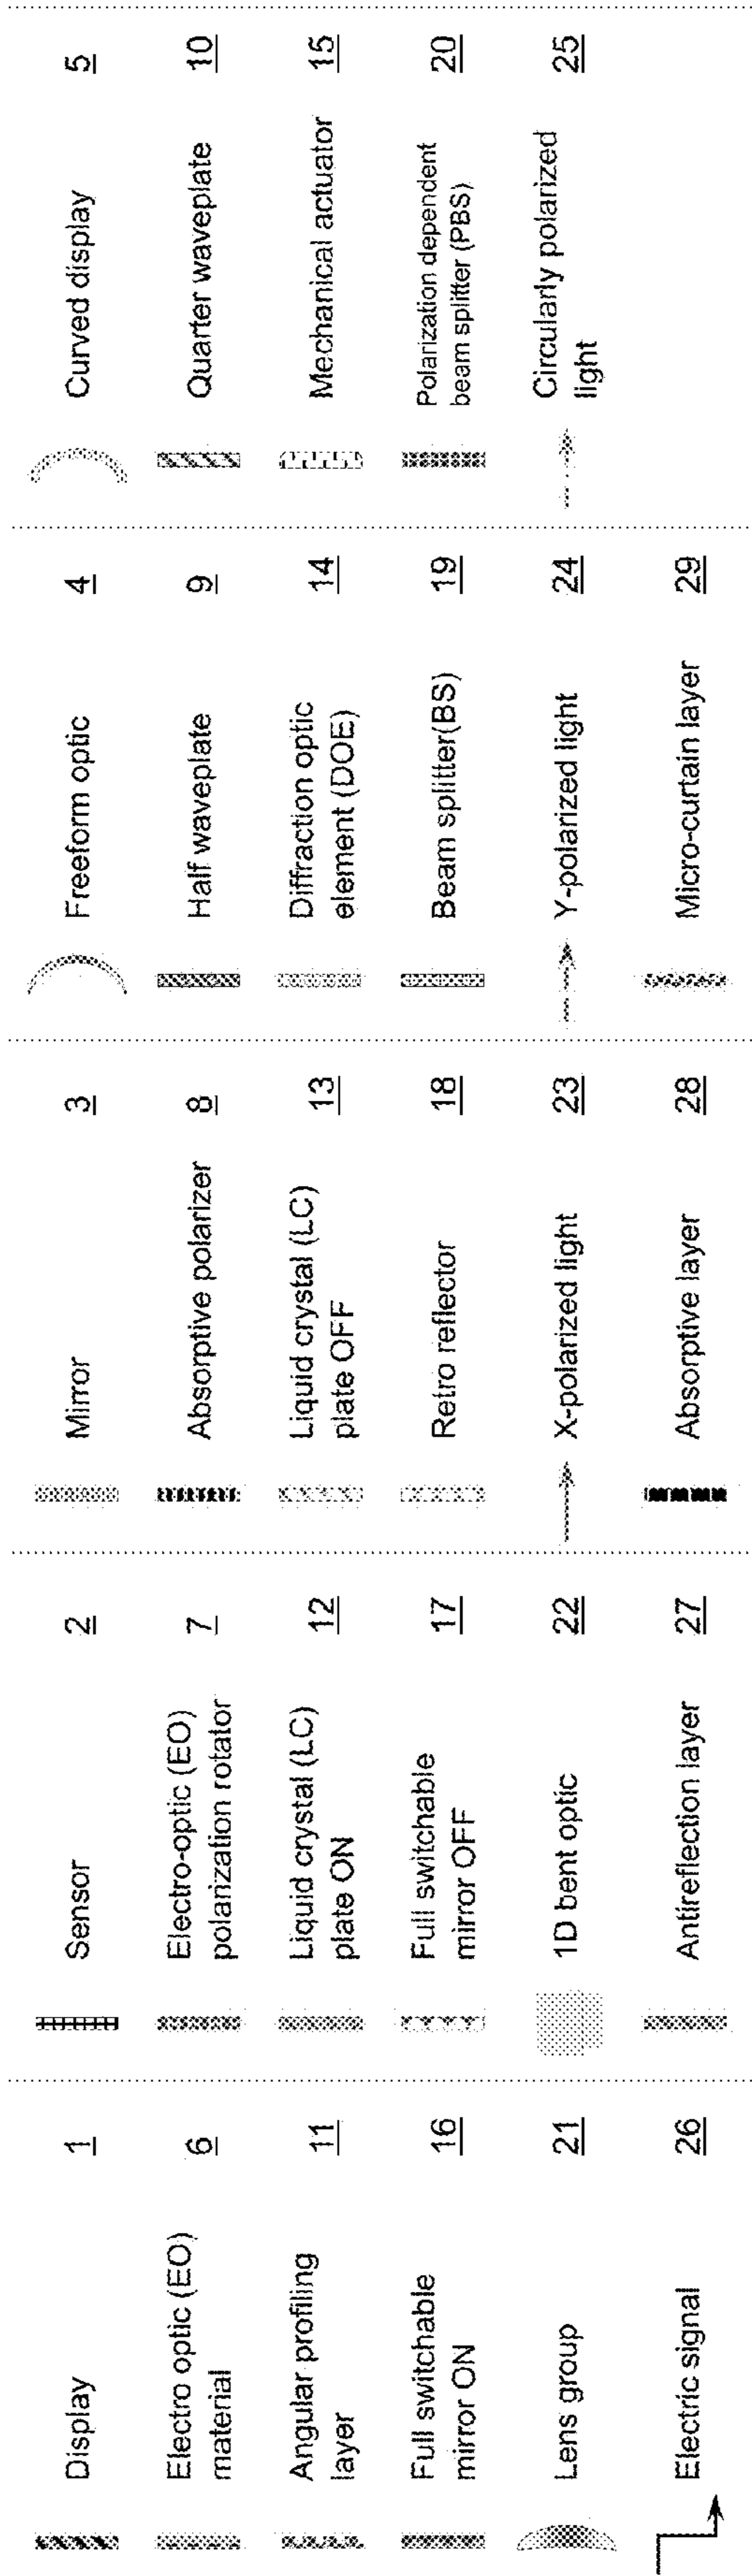 Display 1
Sensor 2
Mirror 3
Freeform optic 4
Curved display 5
Electro optic (EO)
material 6
Electro-optic (EO)
polarization rotator 7
Absorptive polarizer 8
Half waveplate 9
Quarter waveplate 10
Angular profiling
layer 11
Liquid crystal (LC)
plate ON 12
Liquid crystal (LC)
plate OFF 13
Diffraction optic
element (DOE) 14
Mechanical actuator 15
Full switchable
mirror ON 16
Full switchable
mirror OFF 17
Retro reflector 18
Beam splitter(BS) 19
Polarization dependent
beam splitter (PBS) 20
Lens group 21
1D bent optic 22
X-polarized light 23
Y-polarized light 24
Circularly polarized
light 25
Electric signal 26
Antireflection layer 27
Absorptive layer 28
Micro-curtain layer 29